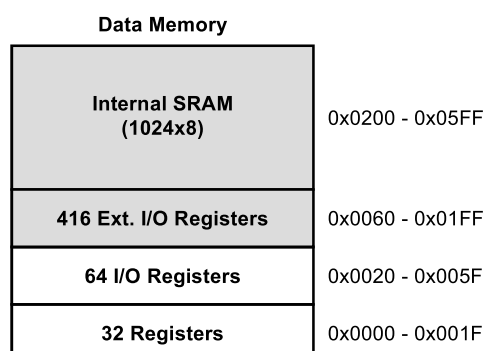 Data Memory
Internal SRAM
(1024x8)
0x0200 - 0x05FF
416 Ext. I/O Registers
0x0060 - 0x01FF
64 I/O Registers
0x0020 - 0x005F
32 Registers
0x0000 - 0x001F